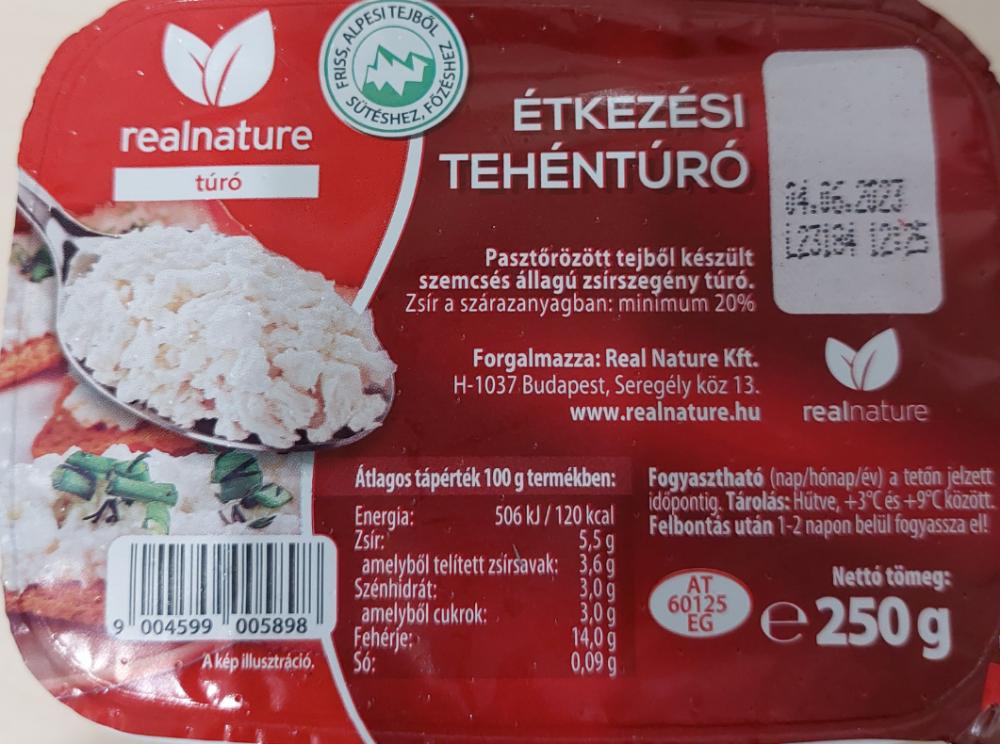 realnature
túró
FRISS, ALPESI TEJBŐL
SÜTÉSHEZ, FŐZÉSHEZ
ÉTKEZÉSI
TEHÉNTÚRÓ
04.06.2023
L23134 12:25
Pasztőrözött tejből készült
szemcsés állagú zsírszegény túró.
Zsír a szárazanyagban: minimum 20%
Forgalmazza: Real Nature Kft.
H-1037 Budapest, Seregély köz 13.
www.realnature.hu
realnature
Átlagos tápérték 100 g termékben:
Energia: 506 kJ / 120 kcal
Zsír: 5,5 g
amelyből telített zsírsavak: 3,6 g
Szénhidrát: 3,0 g
amelyből cukrok: 3,0 g
Fehérje: 14,0 g
Só: 0,09 g
Fogyasztható (nap/hónap/év) a tetőn jelzett
időpontig. Tárolás: Hűtve, +3°C és +9°C között.
Felbontás után 1-2 napon belül fogyassza el!
AT
60125
EG
Nettó tömeg:
e 250 g
9 004599 005898
A kép illusztráció.